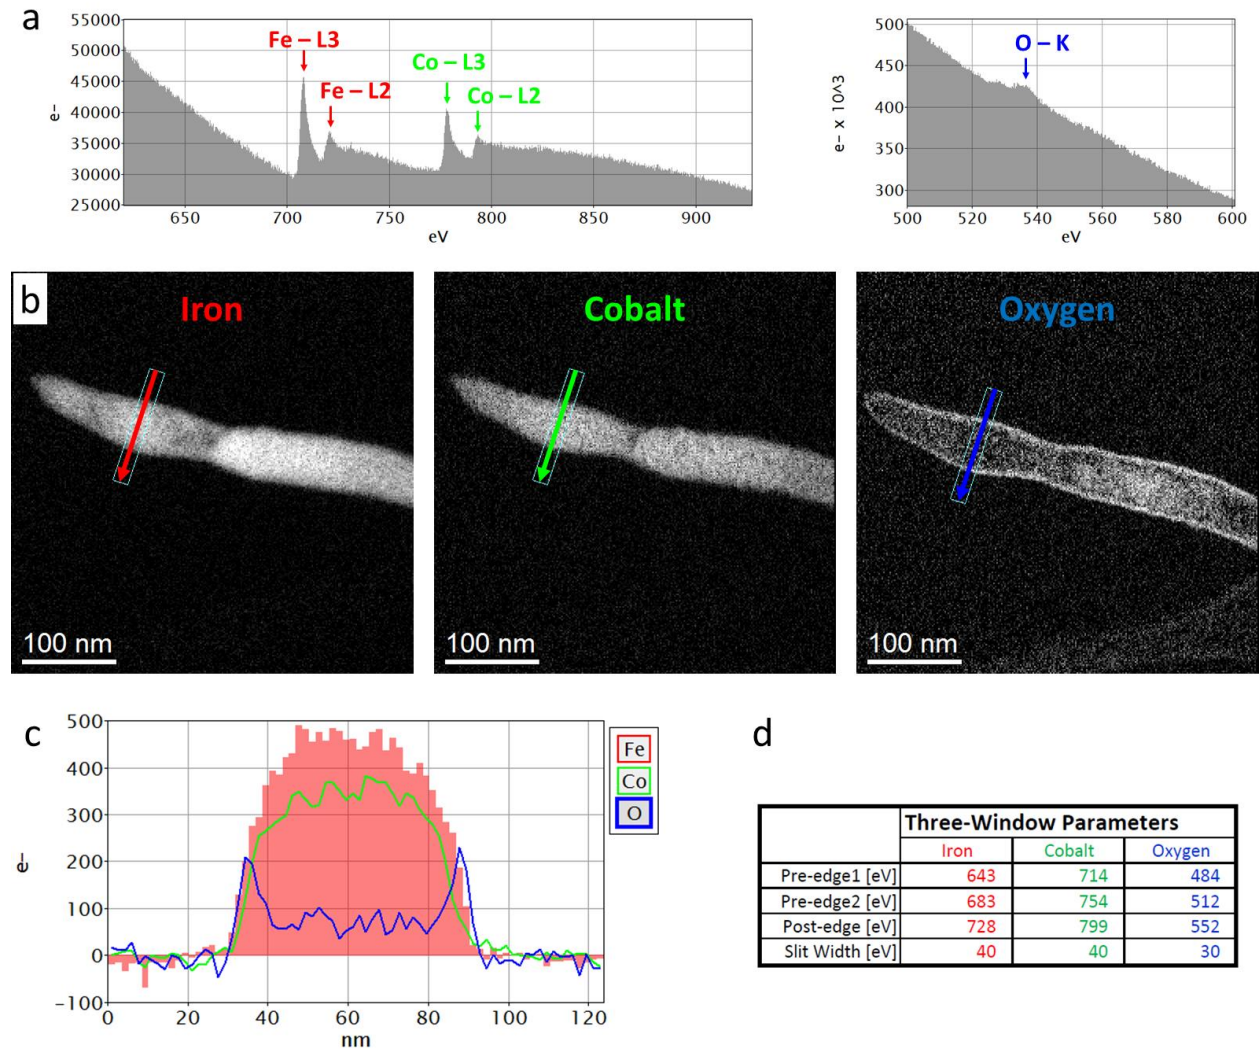 a
55000
50000
45000
40000
35000
30000
25000
e–
Fe – L3
Fe – L2
Co – L3
Co – L2
650 700 750 800 850 900
eV
500
450
400
350
300
e– x 10^3
O – K
500 520 540 560 580 600
eV
b
Iron
100 nm
Cobalt
100 nm
Oxygen
100 nm
c
500
400
300
200
100
0
-100
e–
0 20 40 60 80 100 120
nm
Fe
Co
O
d
Three-Window Parameters
Iron Cobalt Oxygen
Pre-edge1 [eV] 643 714 484
Pre-edge2 [eV] 683 754 512
Post-edge [eV] 728 799 552
Slit Width [eV] 40 40 30